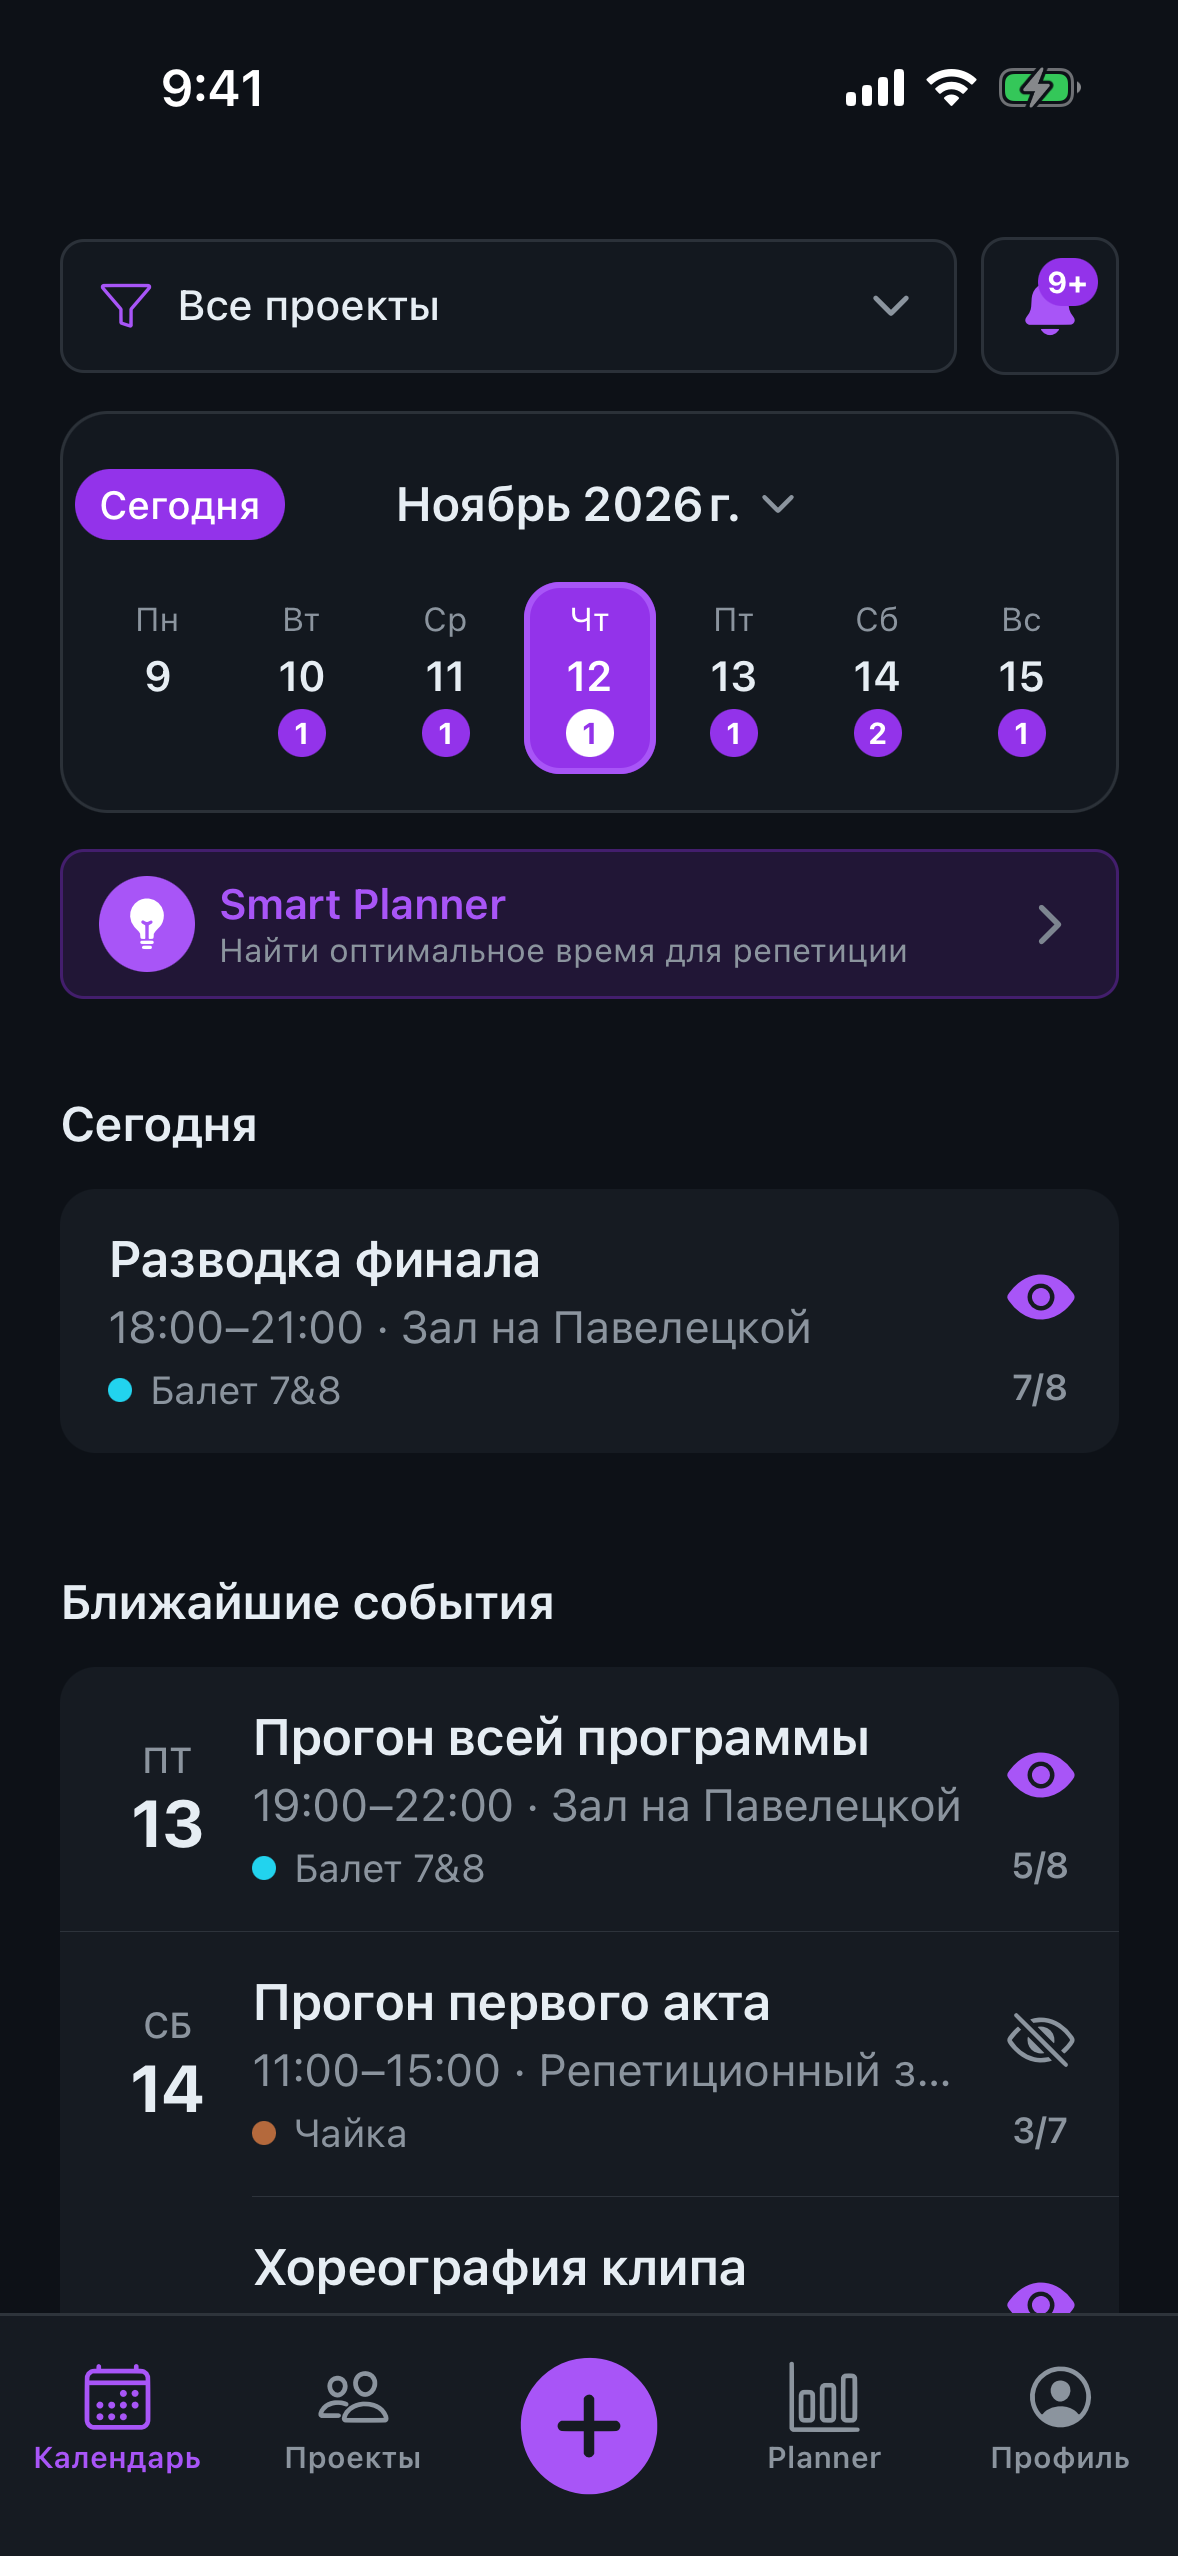 9:41
Все проекты
9+
Сегодня
Ноябрь 2026 г.
Пн Вт Ср Чт Пт Сб Вс
9 10 11 12 13 14 15
1 1 1 1 2 1
Smart Planner
Найти оптимальное время для репетиции
Сегодня
Разводка финала
18:00–21:00 · Зал на Павелецкой
Балет 7&8
7/8
Ближайшие события
ПТ
13
Прогон всей программы
19:00–22:00 · Зал на Павелецкой
Балет 7&8
5/8
СБ
14
Прогон первого акта
11:00–15:00 · Репетиционный з...
Чайка
3/7
Хореография клипа
Календарь
Проекты
Planner
Профиль